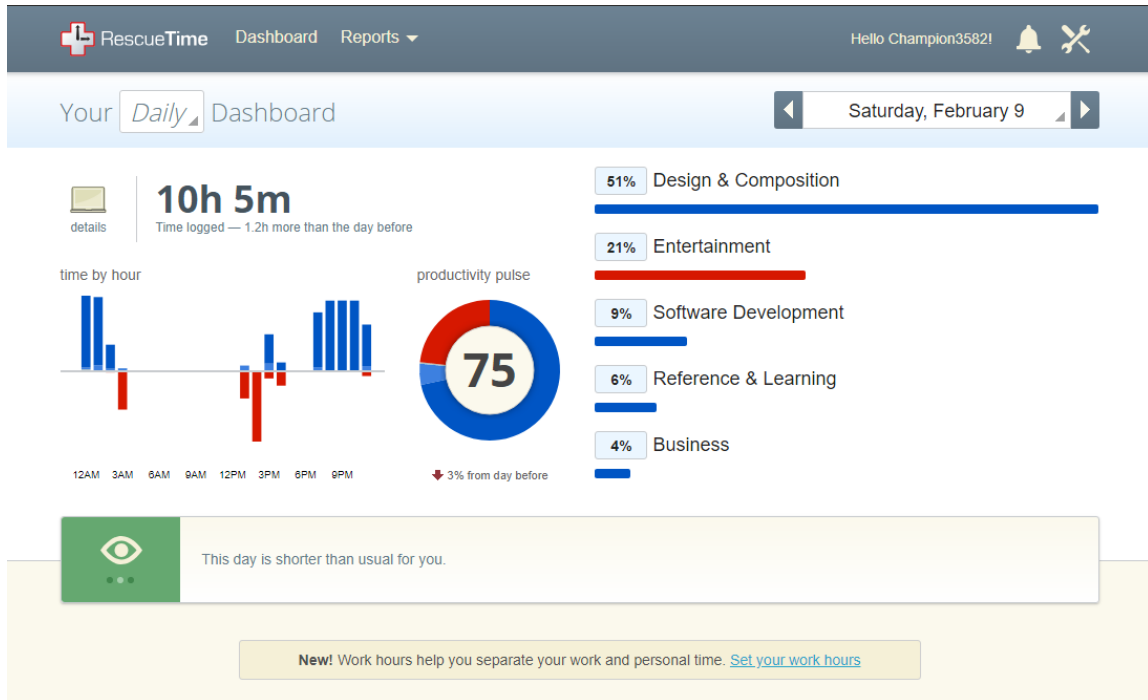 RescueTime Dashboard Reports Hello Champion3582!
Your Daily Dashboard
Saturday, February 9
details
10h 5m
Time logged — 1.2h more than the day before
time by hour
12AM 3AM 6AM 9AM 12PM 3PM 6PM 9PM
productivity pulse
75
3% from day before
51% Design & Composition
21% Entertainment
9% Software Development
6% Reference & Learning
4% Business
This day is shorter than usual for you.
New! Work hours help you separate your work and personal time. Set your work hours